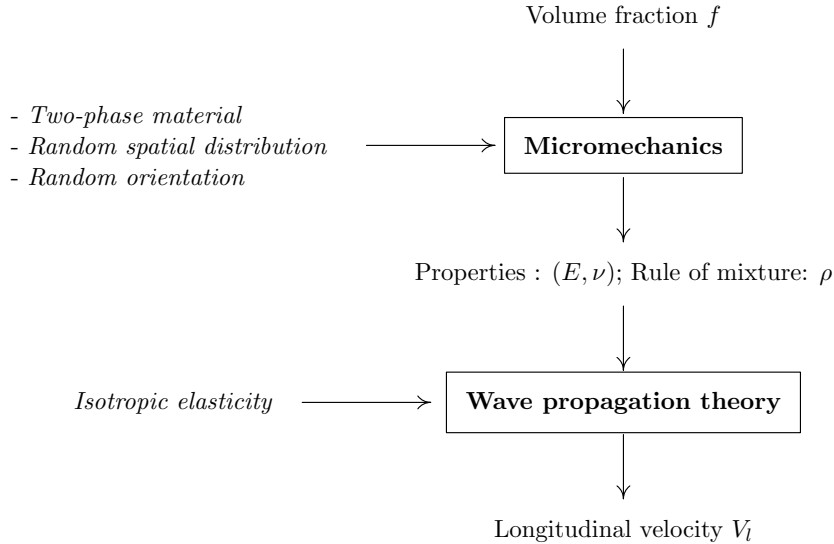 Volume fraction f
- Two-phase material
- Random spatial distribution
- Random orientation
Micromechanics
Properties : (E, ν); Rule of mixture: ρ
Isotropic elasticity
Wave propagation theory
Longitudinal velocity V_l